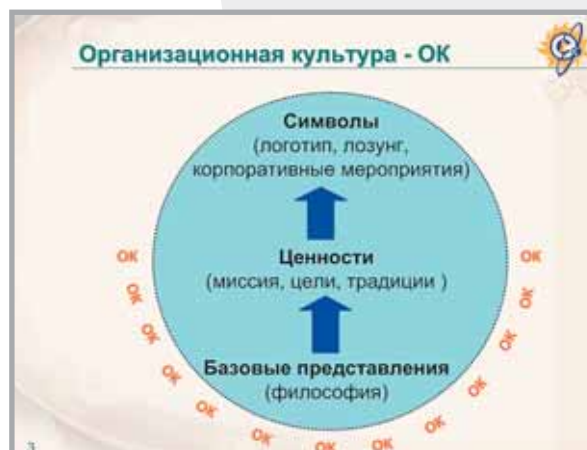 Организационная культура - ОК
Символы
(логотип, лозунг,
корпоративные мероприятия)
ОК
Ценности
ОК
(миссия, цели, традиции )
ОК
ОК
ОК
ОК
ОК
ОК
Базовые представления
(философия)
ОК
ОК
ОК
ОК
ОК
ОК
ОК
3